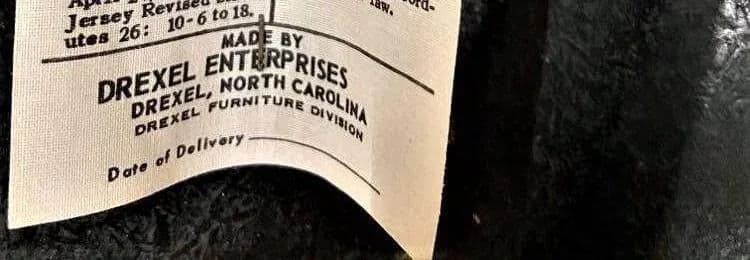 Jersey Revised
utes 26: 10-6 to 18.
law.
MADE BY
DREXEL ENTERPRISES
DREXEL, NORTH CAROLINA
DREXEL FURNITURE DIVISION
Date of Delivery